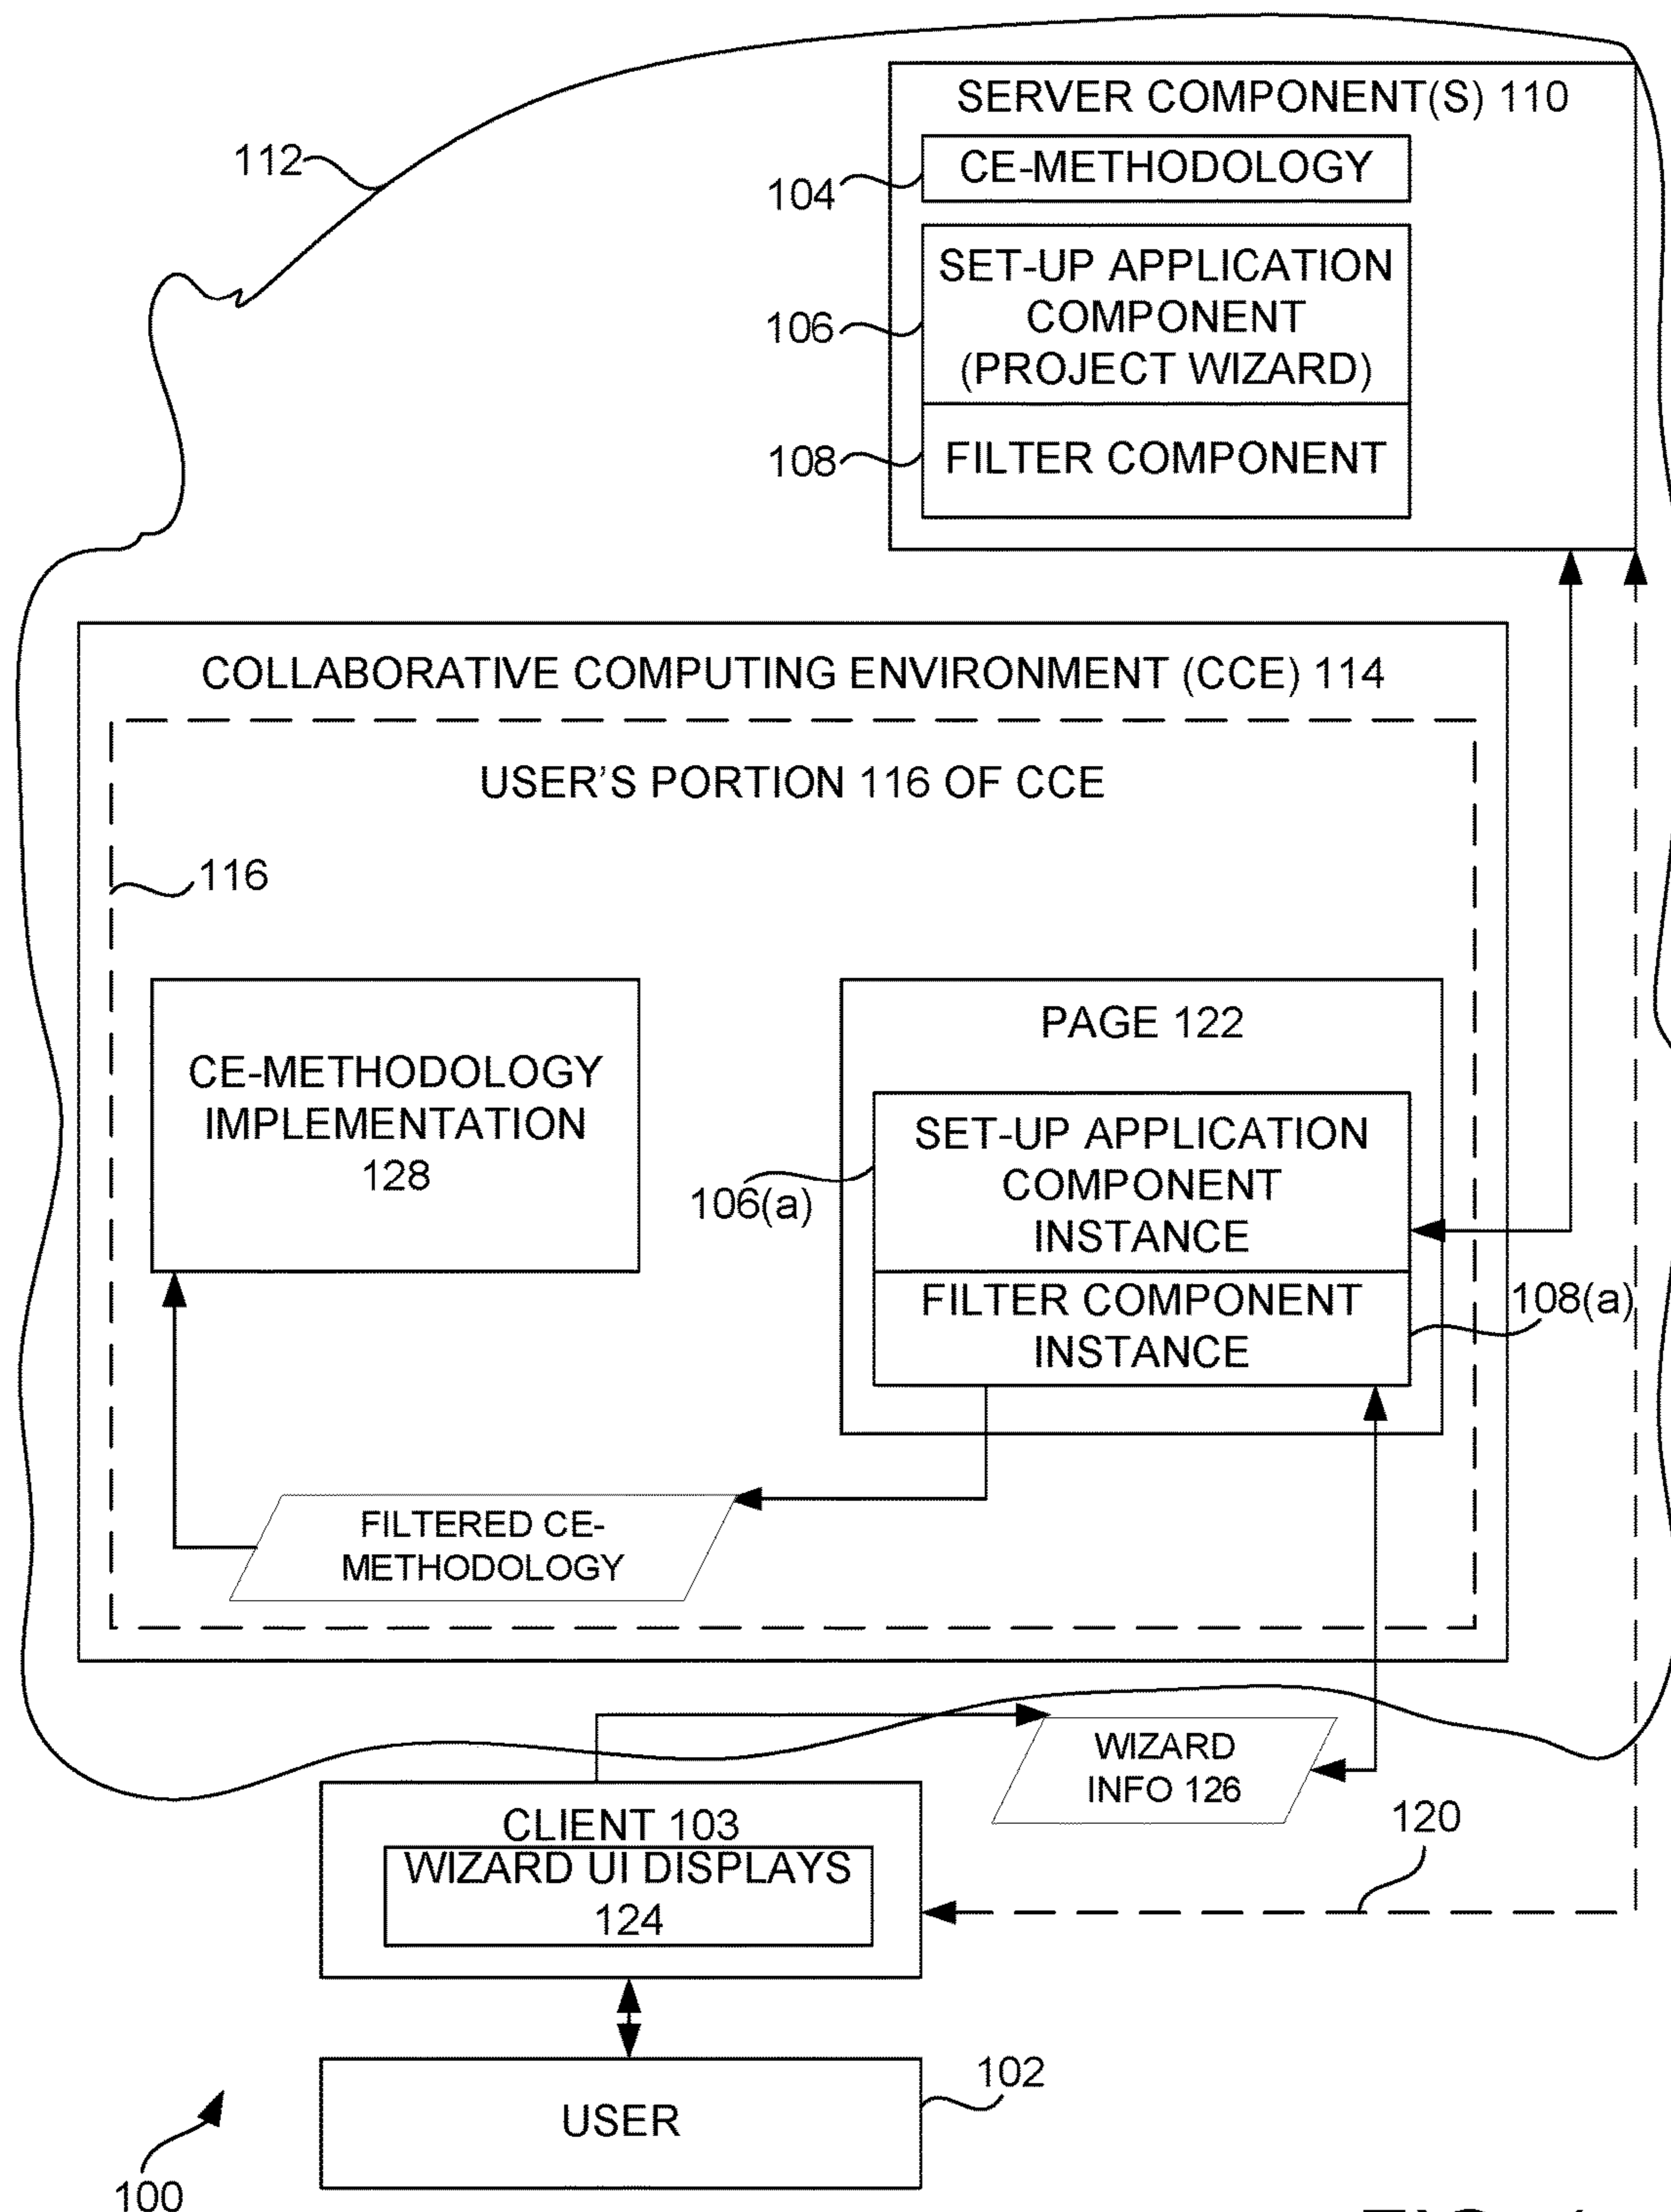 SERVER COMPONENT(S) 110
112
CE-METHODOLOGY
104
SET-UP APPLICATION
COMPONENT
(PROJECT WIZARD)
106
108
FILTER COMPONENT
COLLABORATIVE COMPUTING ENVIRONMENT (CCE) 114
USER'S PORTION 116 OF CCE
116
PAGE 122
CE-METHODOLOGY
IMPLEMENTATION
128
SET-UP APPLICATION
COMPONENT
INSTANCE
106(a)
FILTER COMPONENT
INSTANCE
108(a)
FILTERED CE-
METHODOLOGY
WIZARD
INFO 126
CLIENT 103
WIZARD UI DISPLAYS
124
120
USER
102
100